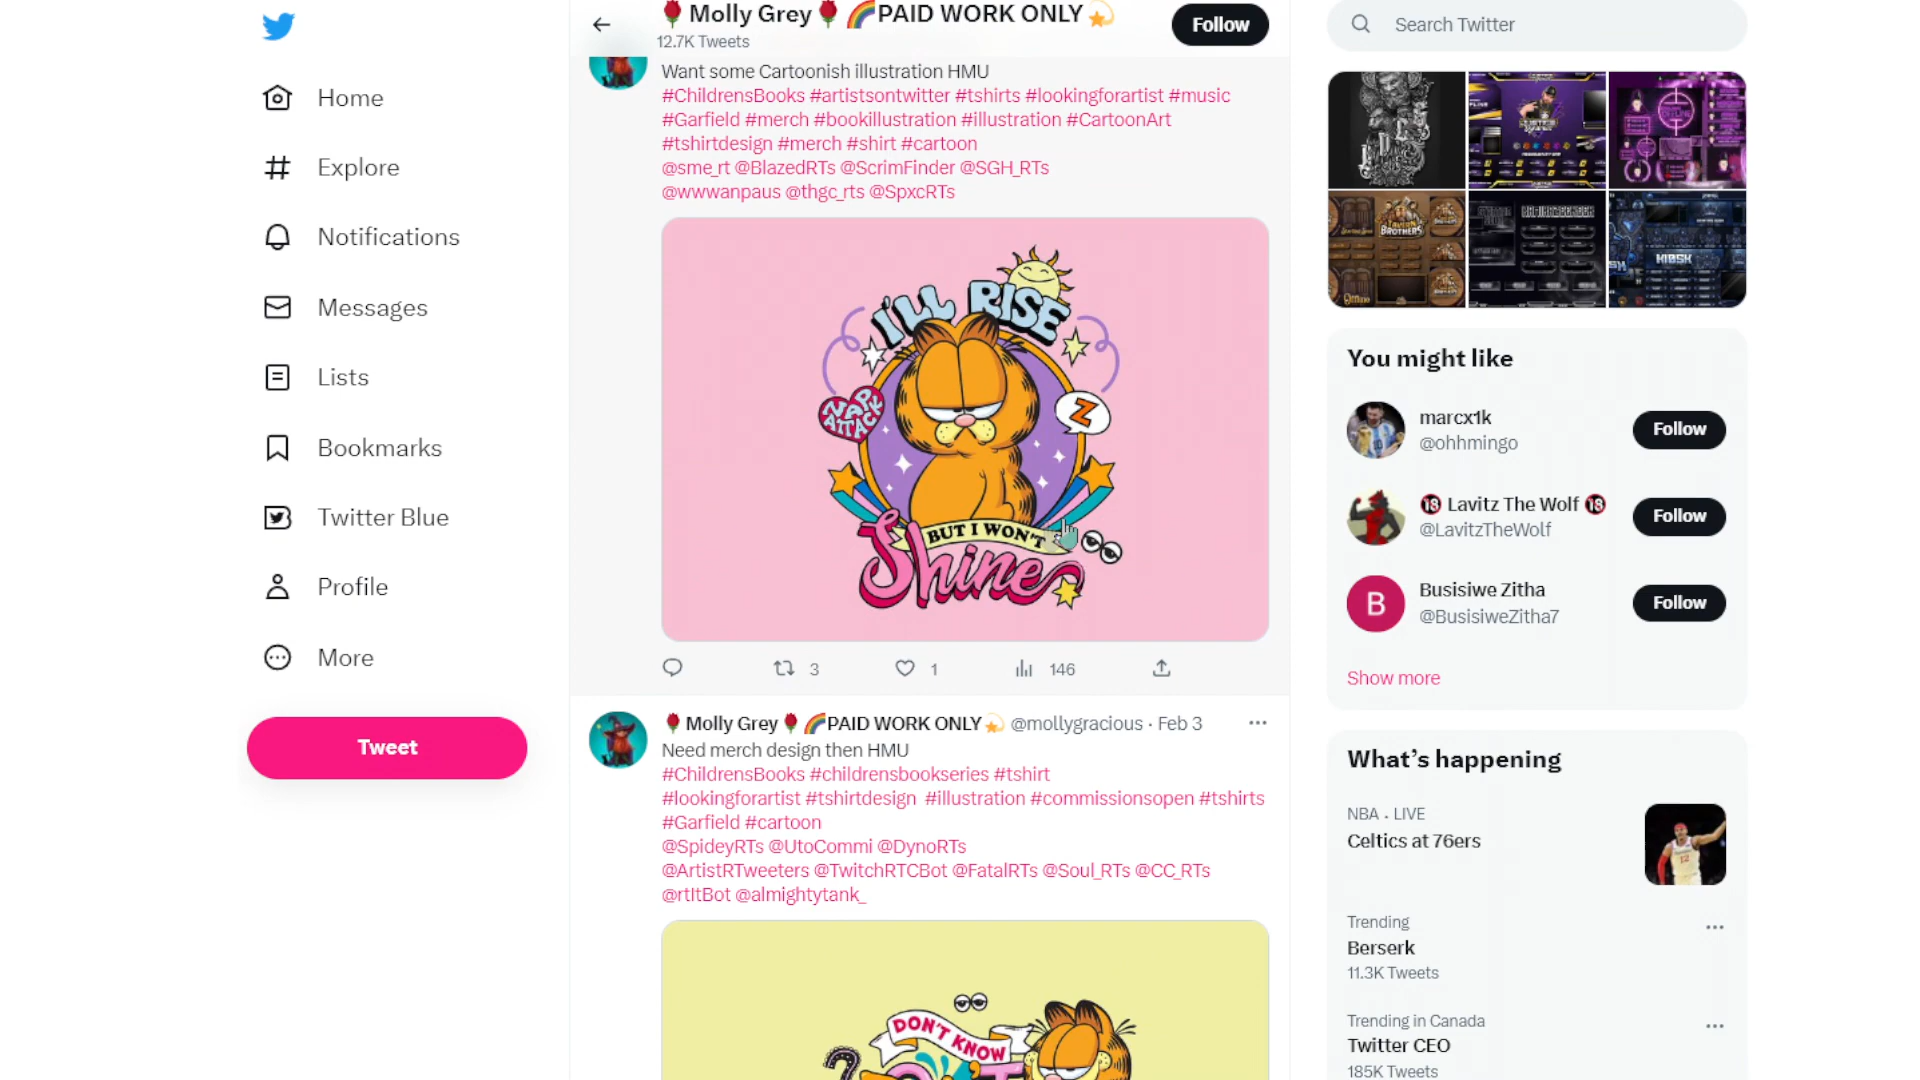 Home
Explore
Notifications
Messages
Lists
Bookmarks
Twitter Blue
Profile
More
Tweet
🌹Molly Grey🌹 🌈PAID WORK ONLY💫
12.7K Tweets
Follow
Want some Cartoonish illustration HMU
#ChildrensBooks #artistsontwitter #tshirts #lookingforartist #music
#Garfield #merch #bookillustration #illustration #CartoonArt
#tshirtdesign #merch #shirt #cartoon
@sme_rt @BlazedRTs @ScrimFinder @SGH_RTs
@wwwanpaus @thgc_rts @SpxcRTs
I'LL RISE
NAP
ATTACK
Z
BUT I WON'T
Shine
3
1
146
🌹Molly Grey🌹 🌈PAID WORK ONLY💫 @mollygracious · Feb 3
Need merch design then HMU
#ChildrensBooks #childrensbookseries #tshirt
#lookingforartist #tshirtdesign #illustration #commissionsopen #tshirts
#Garfield #cartoon
@SpideyRTs @UtoCommi @DynoRTs
@ArtistRTweeters @TwitchRTCBot @FatalRTs @Soul_RTs @CC_RTs
@rtItBot @almightytank_
DON'T KNOW
Search Twitter
BROTHERS
Offline
KIOSK
You might like
marcx1k
@ohhmingo
Follow
🔞 Lavitz The Wolf 🔞
@LavitzTheWolf
Follow
B
Busisiwe Zitha
@BusisiweZitha7
Follow
Show more
What's happening
NBA · LIVE
Celtics at 76ers
12
Trending
Berserk
11.3K Tweets
Trending in Canada
Twitter CEO
185K Tweets